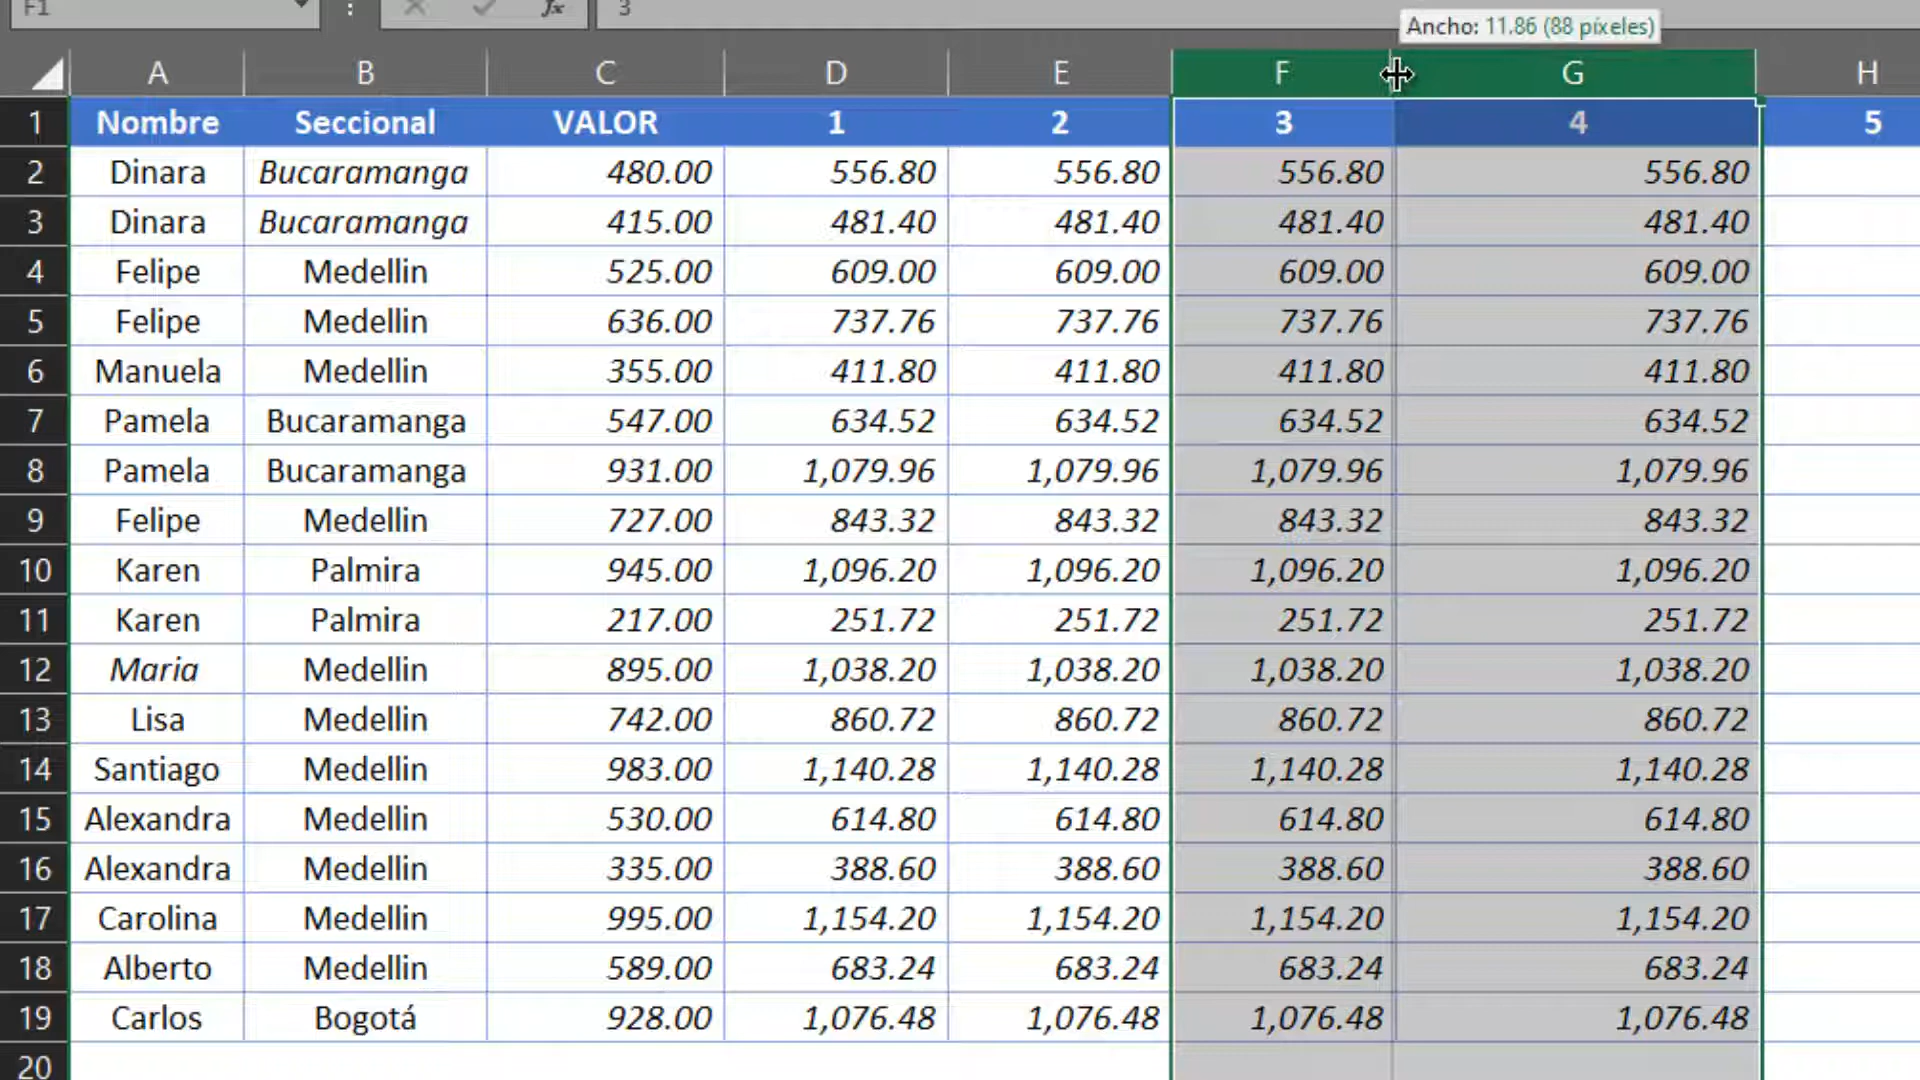 F1 fx 3
Ancho: 11.86 (88 píxeles)
A B C D E F G H
1 Nombre Seccional VALOR 1 2 3 4 5
2 Dinara Bucaramanga 480.00 556.80 556.80 556.80 556.80
3 Dinara Bucaramanga 415.00 481.40 481.40 481.40 481.40
4 Felipe Medellin 525.00 609.00 609.00 609.00 609.00
5 Felipe Medellin 636.00 737.76 737.76 737.76 737.76
6 Manuela Medellin 355.00 411.80 411.80 411.80 411.80
7 Pamela Bucaramanga 547.00 634.52 634.52 634.52 634.52
8 Pamela Bucaramanga 931.00 1,079.96 1,079.96 1,079.96 1,079.96
9 Felipe Medellin 727.00 843.32 843.32 843.32 843.32
10 Karen Palmira 945.00 1,096.20 1,096.20 1,096.20 1,096.20
11 Karen Palmira 217.00 251.72 251.72 251.72 251.72
12 Maria Medellin 895.00 1,038.20 1,038.20 1,038.20 1,038.20
13 Lisa Medellin 742.00 860.72 860.72 860.72 860.72
14 Santiago Medellin 983.00 1,140.28 1,140.28 1,140.28 1,140.28
15 Alexandra Medellin 530.00 614.80 614.80 614.80 614.80
16 Alexandra Medellin 335.00 388.60 388.60 388.60 388.60
17 Carolina Medellin 995.00 1,154.20 1,154.20 1,154.20 1,154.20
18 Alberto Medellin 589.00 683.24 683.24 683.24 683.24
19 Carlos Bogotá 928.00 1,076.48 1,076.48 1,076.48 1,076.48
20